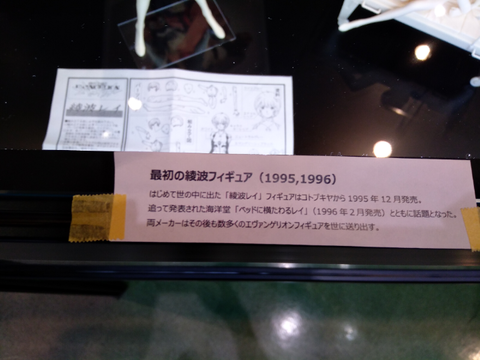 綾波レイ
最初の綾波フィギュア（1995,1996）
はじめて世の中に出た「綾波レイ」フィギュアはコトブキヤから1995年12月発売。
追って発表された海洋堂「ベッドに横たわるレイ」（1996年2月発売）とともに話題となった。
両メーカーはその後も数多くのエヴァンゲリオンフィギュアを世に送り出す。